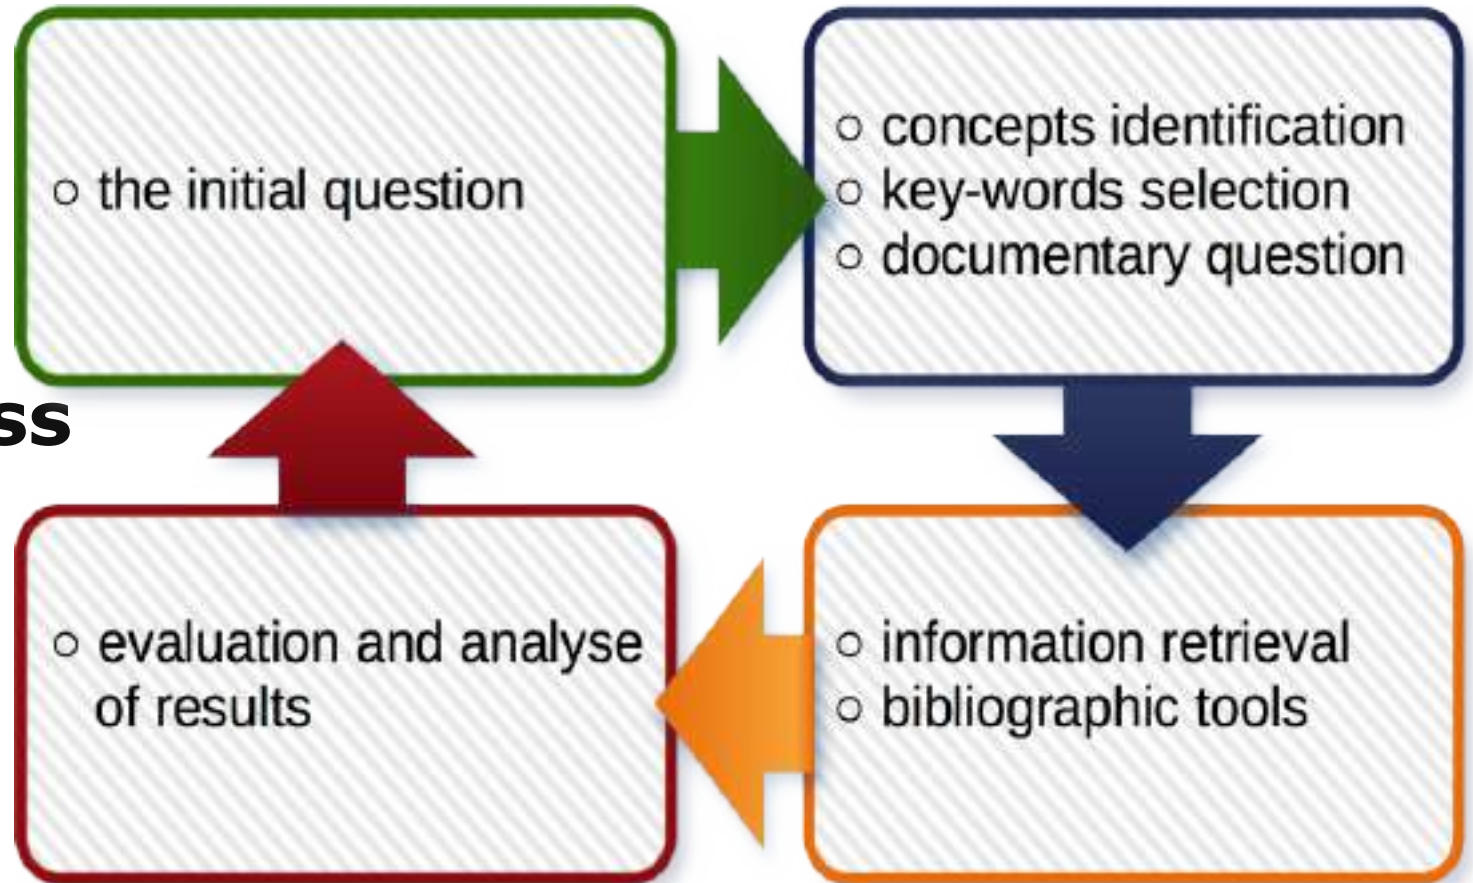 ○ the initial question
○ concepts identification
○ key-words selection
○ documentary question
ss
○ evaluation and analyse
of results
○ information retrieval
○ bibliographic tools